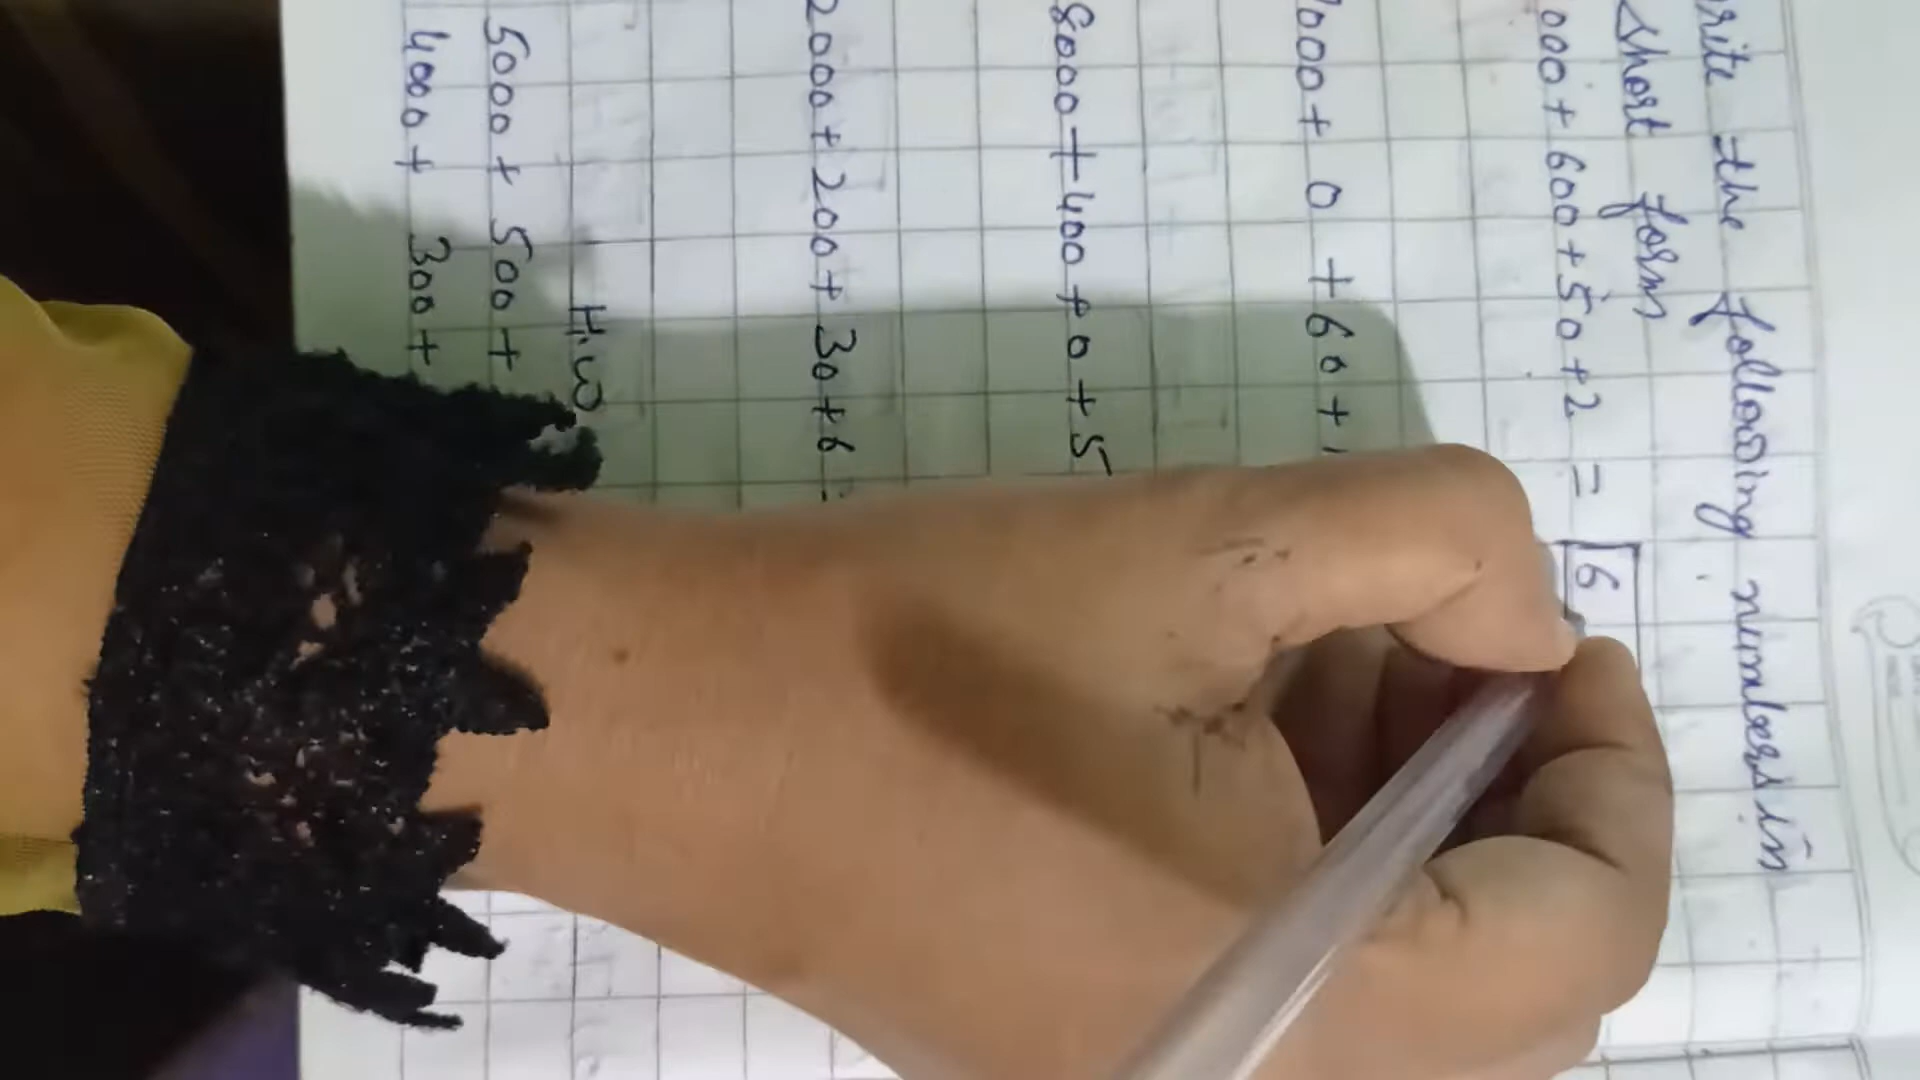 the following numbers in
short form
000 + 600 + 50 + 2 = 6
000 + 0 + 60 + 1
8000 + 400 + 0 + 5
2000 + 200 + 30 + 6
H.W
5000 + 500 +
4000 + 300 +